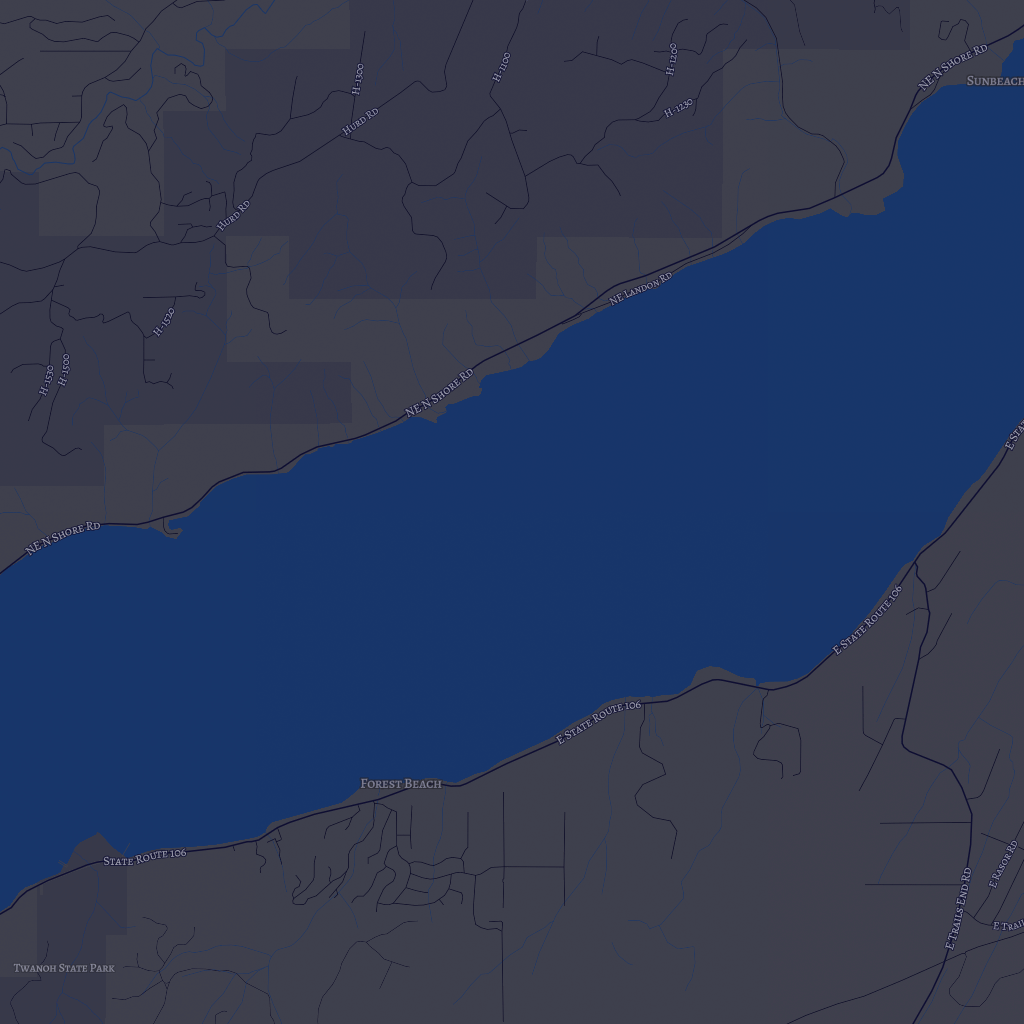 NE N Shore Rd
Sunbeach
H-1300
H-1100
H-1200
H-1230
Hurd Rd
Hurd Rd
NE Landon Rd
H-1520
H-1530
H-1500
NE N Shore Rd
E Sta
NE N Shore Rd
E State Route 106
E State Route 106
Forest Beach
State Route 106
E Rasor Rd
E Trails End Rd
E Trail
Twanoh State Park